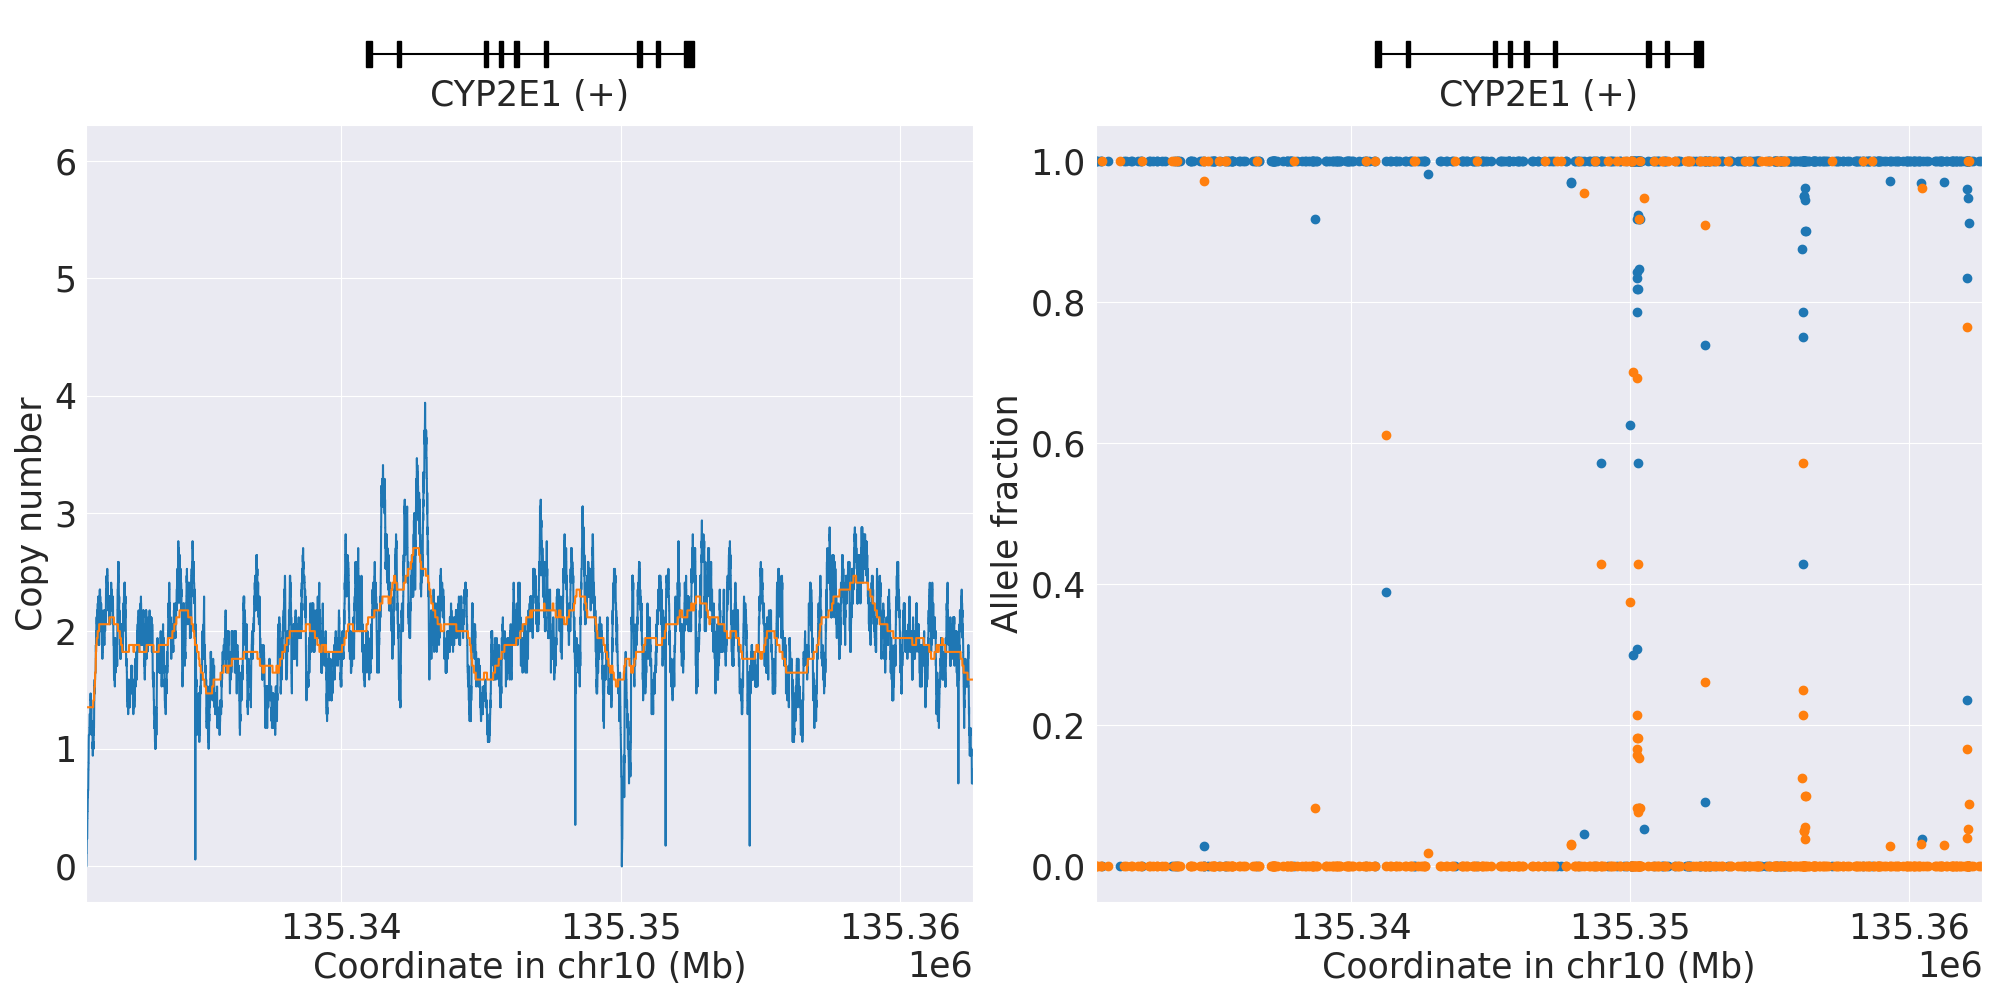 CYP2E1 (+)
6
5
4
3
2
1
0
Copy number
135.34 135.35 135.36
Coordinate in chr10 (Mb)
1e6
CYP2E1 (+)
1.0
0.8
0.6
0.4
0.2
0.0
Allele fraction
135.34 135.35 135.36
Coordinate in chr10 (Mb)
1e6